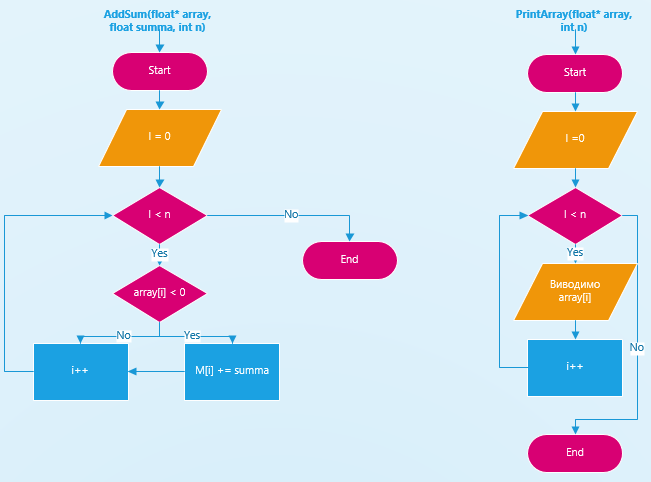 AddSum(float* array,
float summa, int n)
Start
I = 0
I < n
No
Yes
End
array[i] < 0
No
Yes
i++
M[i] += summa
PrintArray(float* array,
int n)
Start
I =0
I < n
Yes
Виводимо
array[i]
No
i++
End